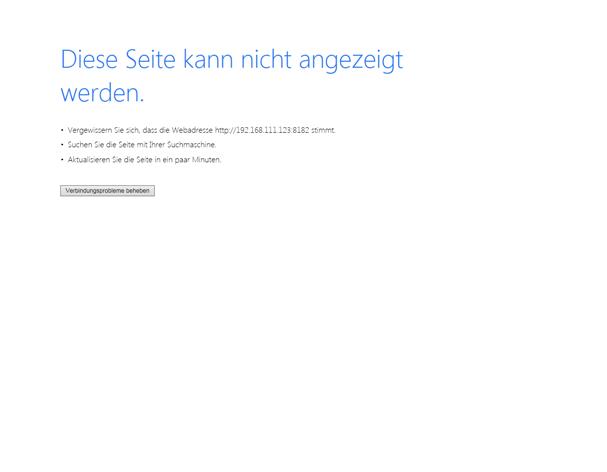 Diese Seite kann nicht angezeigt
werden.
• Vergewissern Sie sich, dass die Webadresse http://192.168.111.123:8182 stimmt.
• Suchen Sie die Seite mit Ihrer Suchmaschine.
• Aktualisieren Sie die Seite in ein paar Minuten.
Verbindungsprobleme beheben